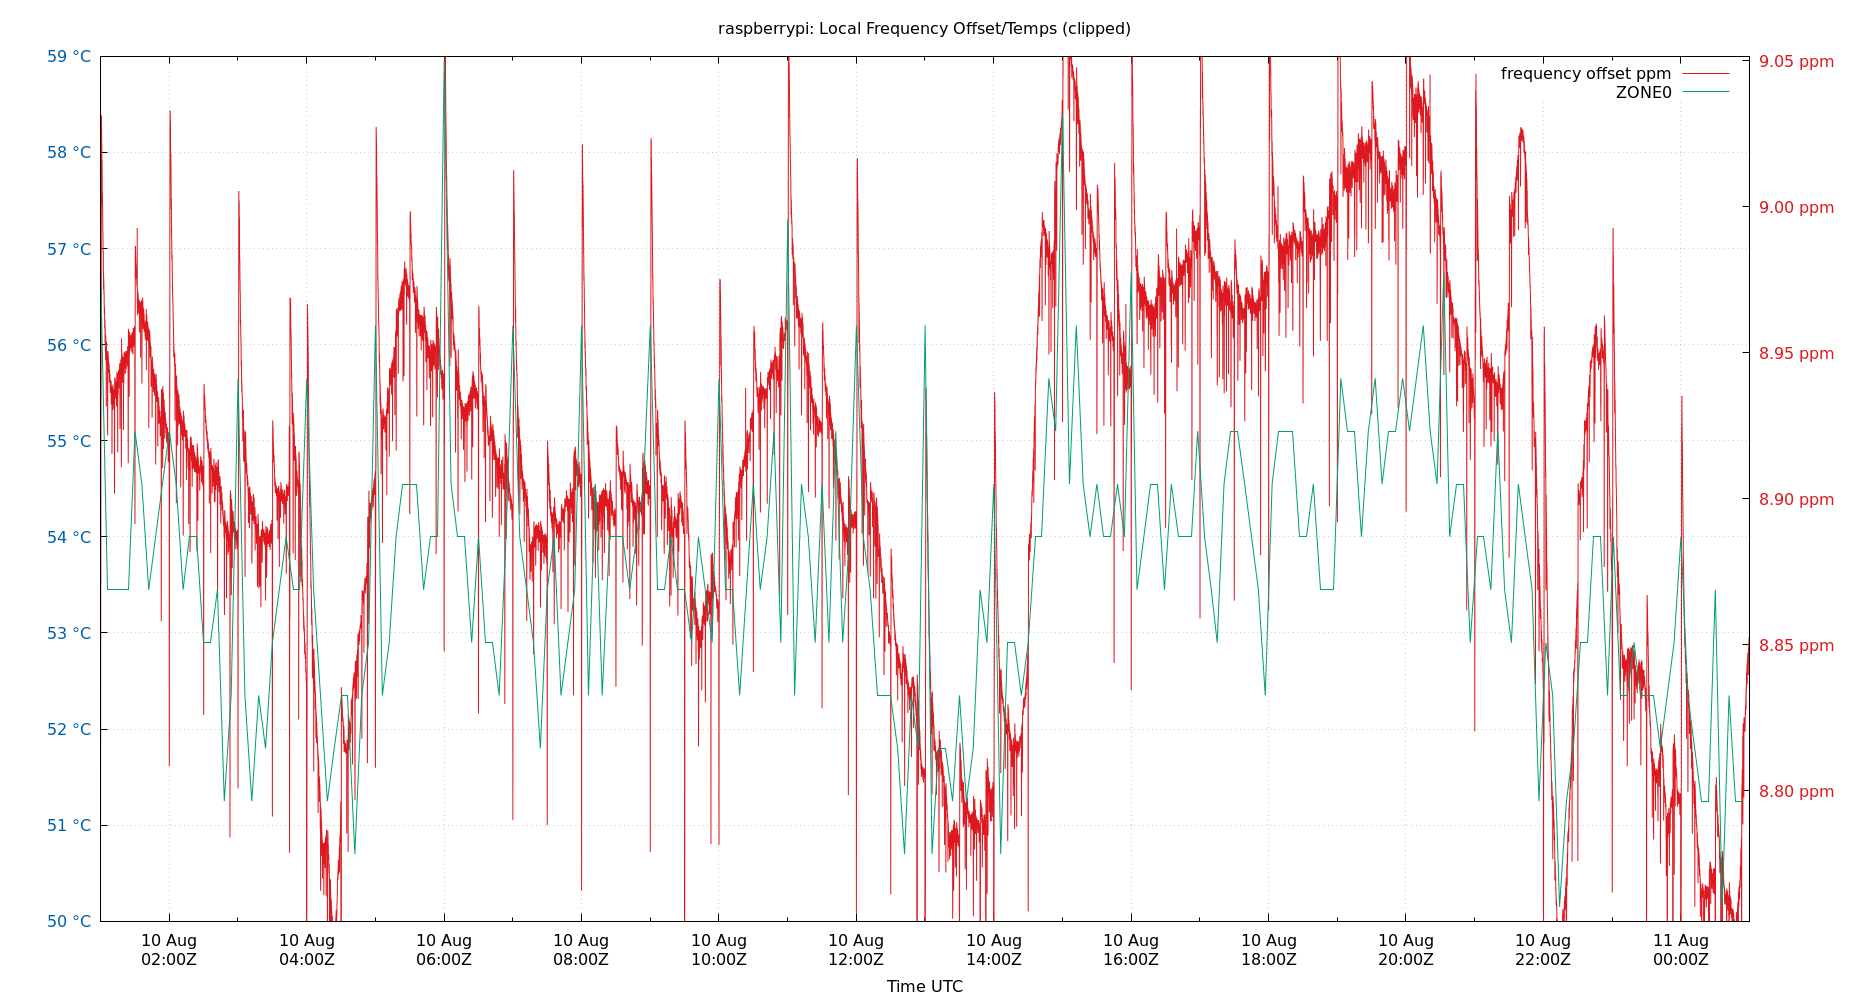 raspberrypi: Local Frequency Offset/Temps (clipped)
59 °C
58 °C
57 °C
56 °C
55 °C
54 °C
53 °C
52 °C
51 °C
50 °C
9.05 ppm
9.00 ppm
8.95 ppm
8.90 ppm
8.85 ppm
8.80 ppm
frequency offset ppm
ZONE0
10 Aug
02:00Z
10 Aug
04:00Z
10 Aug
06:00Z
10 Aug
08:00Z
10 Aug
10:00Z
10 Aug
12:00Z
10 Aug
14:00Z
10 Aug
16:00Z
10 Aug
18:00Z
10 Aug
20:00Z
10 Aug
22:00Z
11 Aug
00:00Z
Time UTC